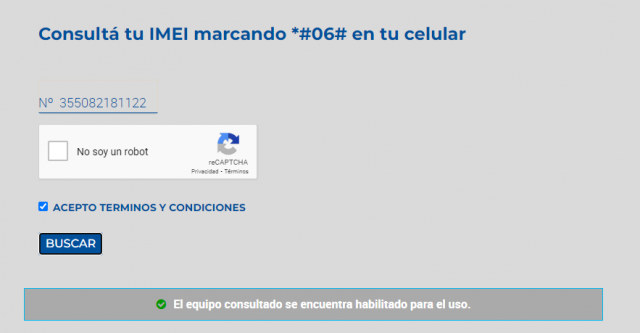 Consultá tu IMEI marcando *#06# en tu celular
Nº 355082181122
No soy un robot
reCAPTCHA
Privacidad - Términos
ACEPTO TERMINOS Y CONDICIONES
BUSCAR
El equipo consultado se encuentra habilitado para el uso.